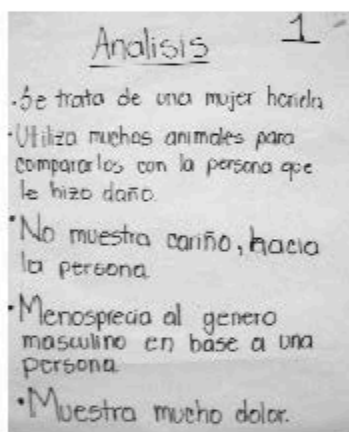 Analisis 1
·Se trata de una mujer herida
·Utiliza muchos animales para
compararlos con la persona que
le hizo daño.
·No muestra cariño, hacia
la persona
·Menosprecia al genero
masculino en base a una
persona.
·Muestra mucho dolor.